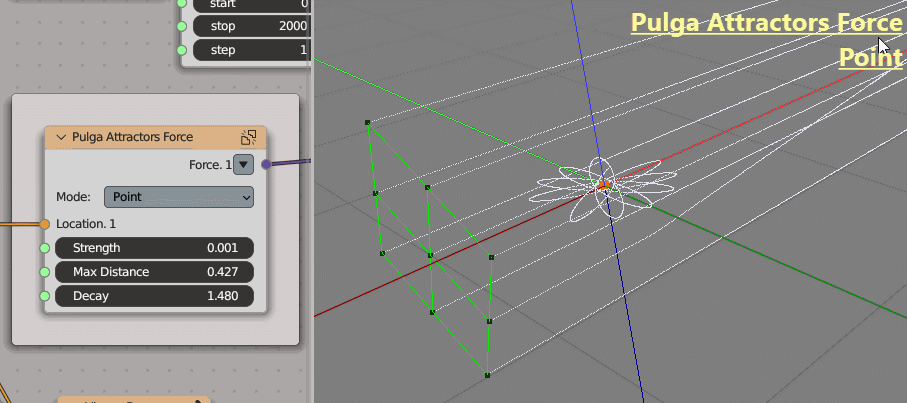 start 0
stop 2000
step 1
Pulga Attractors Force
Force. 1
Mode: Point
Location. 1
Strength 0.001
Max Distance 0.427
Decay 1.480
Pulga Attractors Force
Point